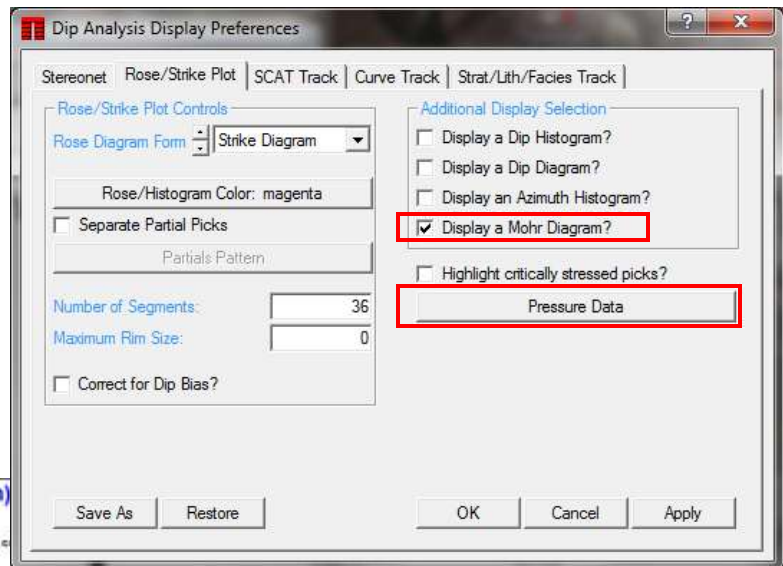 Dip Analysis Display Preferences
?
X
Stereonet
Rose/Strike Plot
SCAT Track
Curve Track
Strat/Lith/Facies Track
Rose/Strike Plot Controls
Rose Diagram Form
Strike Diagram
Rose/Histogram Color: magenta
Separate Partial Picks
Partials Pattern
Number of Segments: 36
Maximum Rim Size: 0
Correct for Dip Bias?
Additional Display Selection
Display a Dip Histogram?
Display a Dip Diagram?
Display an Azimuth Histogram?
Display a Mohr Diagram?
Highlight critically stressed picks?
Pressure Data
Save As
Restore
OK
Cancel
Apply